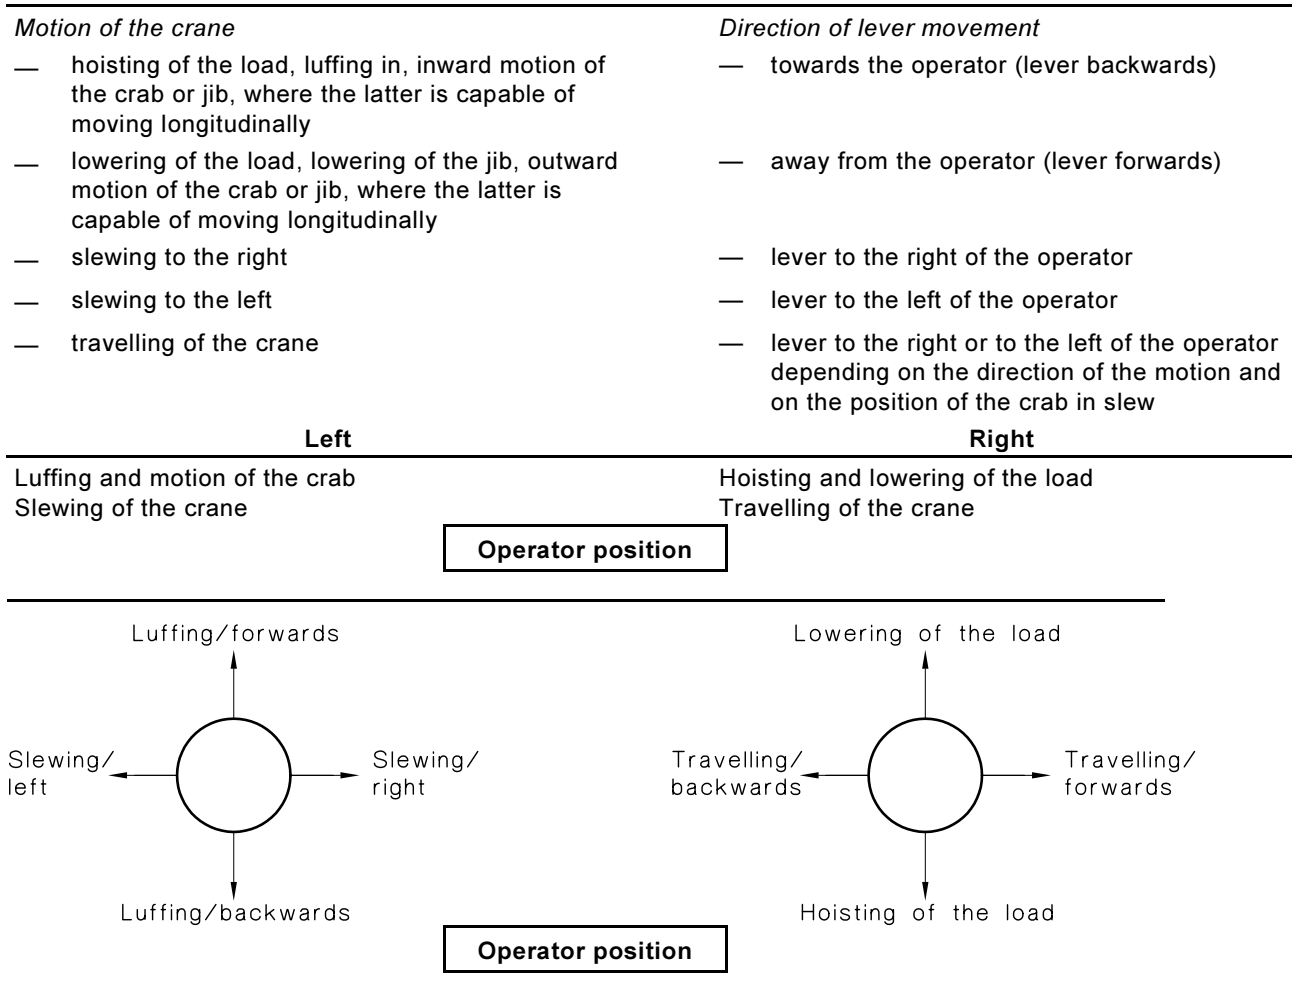 Motion of the crane
Direction of lever movement
— hoisting of the load, luffing in, inward motion of
the crab or jib, where the latter is capable of
moving longitudinally
— towards the operator (lever backwards)
— lowering of the load, lowering of the jib, outward
motion of the crab or jib, where the latter is
capable of moving longitudinally
— away from the operator (lever forwards)
— slewing to the right
— lever to the right of the operator
— slewing to the left
— lever to the left of the operator
— travelling of the crane
— lever to the right or to the left of the operator
depending on the direction of the motion and
on the position of the crab in slew
Left
Right
Luffing and motion of the crab
Slewing of the crane
Hoisting and lowering of the load
Travelling of the crane
Operator position
Luffing/forwards
Slewing/
left
Slewing/
right
Luffing/backwards
Lowering of the load
Travelling/
backwards
Travelling/
forwards
Hoisting of the load
Operator position